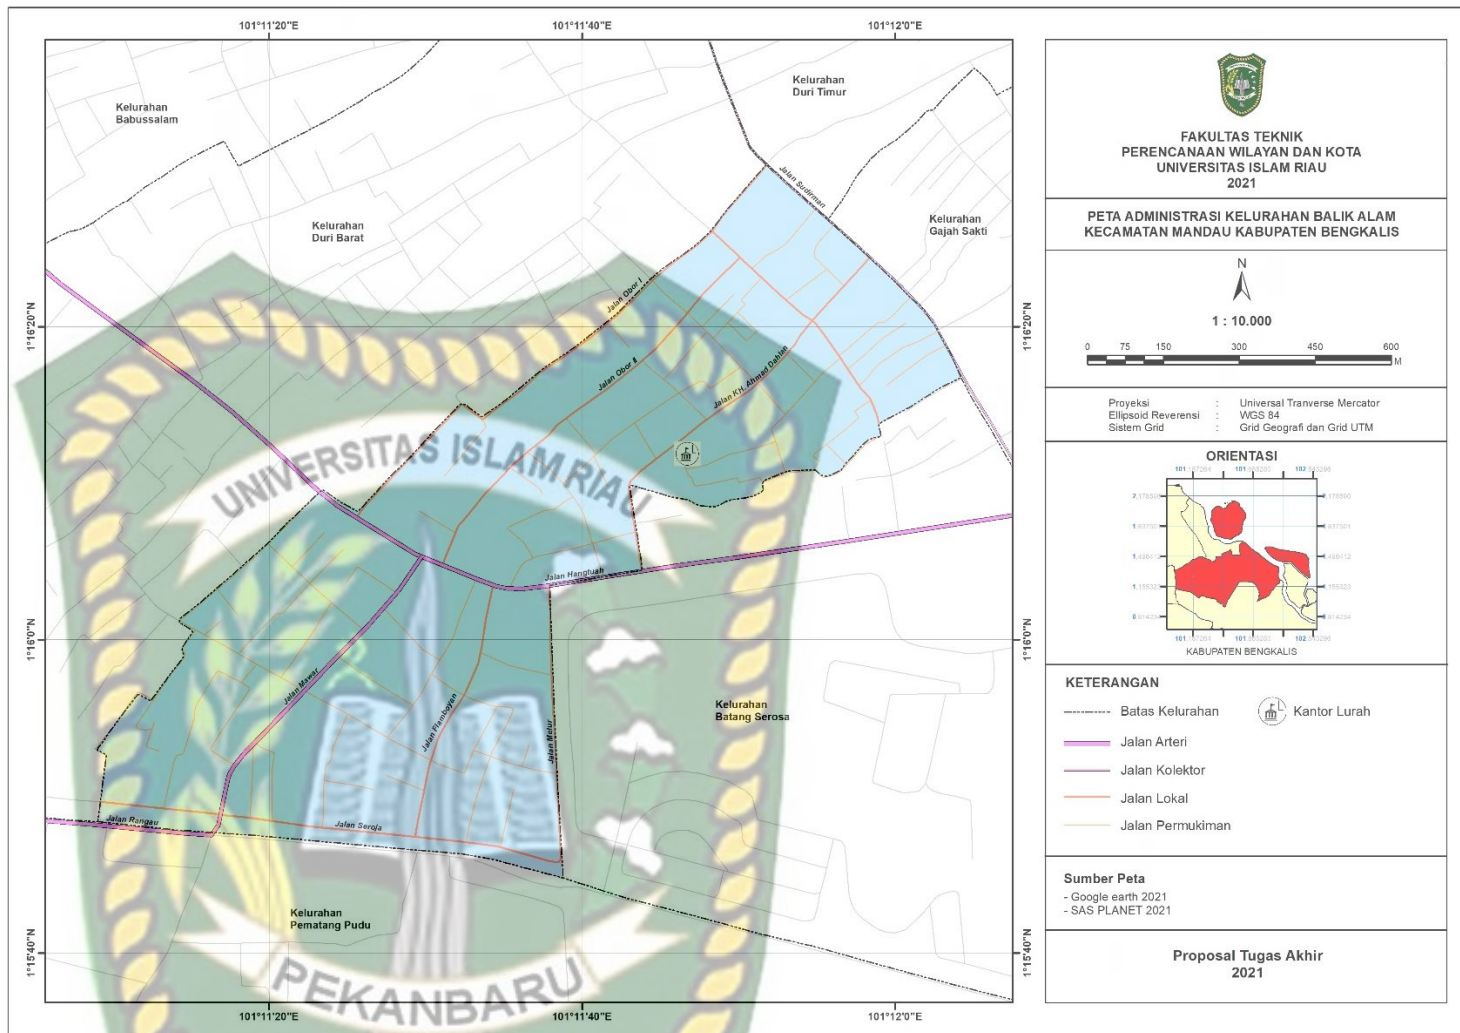 101°11'20"E
101°11'40"E
101°12'0"E
1°16'20"N
1°16'0"N
1°15'40"N
1°16'20"N
1°16'0"N
1°15'40"N
101°11'20"E
101°11'40"E
101°12'0"E
Kelurahan
Babussalam
Kelurahan
Duri Timur
Kelurahan
Duri Barat
Kelurahan
Gajah Sakti
Jalan Sudirman
Jalan Obor I
Jalan Obor II
Jalan KH. Ahmad Dahlan
Jalan Hangtuah
Jalan Mawar
Jalan Flamboyan
Jalan Melur
Kelurahan
Batang Serosa
Jalan Rangau
Jalan Seroja
Kelurahan
Pematang Pudu
UNIVERSITAS ISLAM RIAU
PEKANBARU
FAKULTAS TEKNIK
PERENCANAAN WILAYAN DAN KOTA
UNIVERSITAS ISLAM RIAU
2021
PETA ADMINISTRASI KELURAHAN BALIK ALAM
KECAMATAN MANDAU KABUPATEN BENGKALIS
N
1 : 10.000
0 75 150 300 450 600
M
Proyeksi : Universal Tranverse Mercator
Ellipsoid Reverensi : WGS 84
Sistem Grid : Grid Geografi dan Grid UTM
ORIENTASI
KABUPATEN BENGKALIS
KETERANGAN
Batas Kelurahan
Kantor Lurah
Jalan Arteri
Jalan Kolektor
Jalan Lokal
Jalan Permukiman
Sumber Peta
- Google earth 2021
- SAS PLANET 2021
Proposal Tugas Akhir
2021